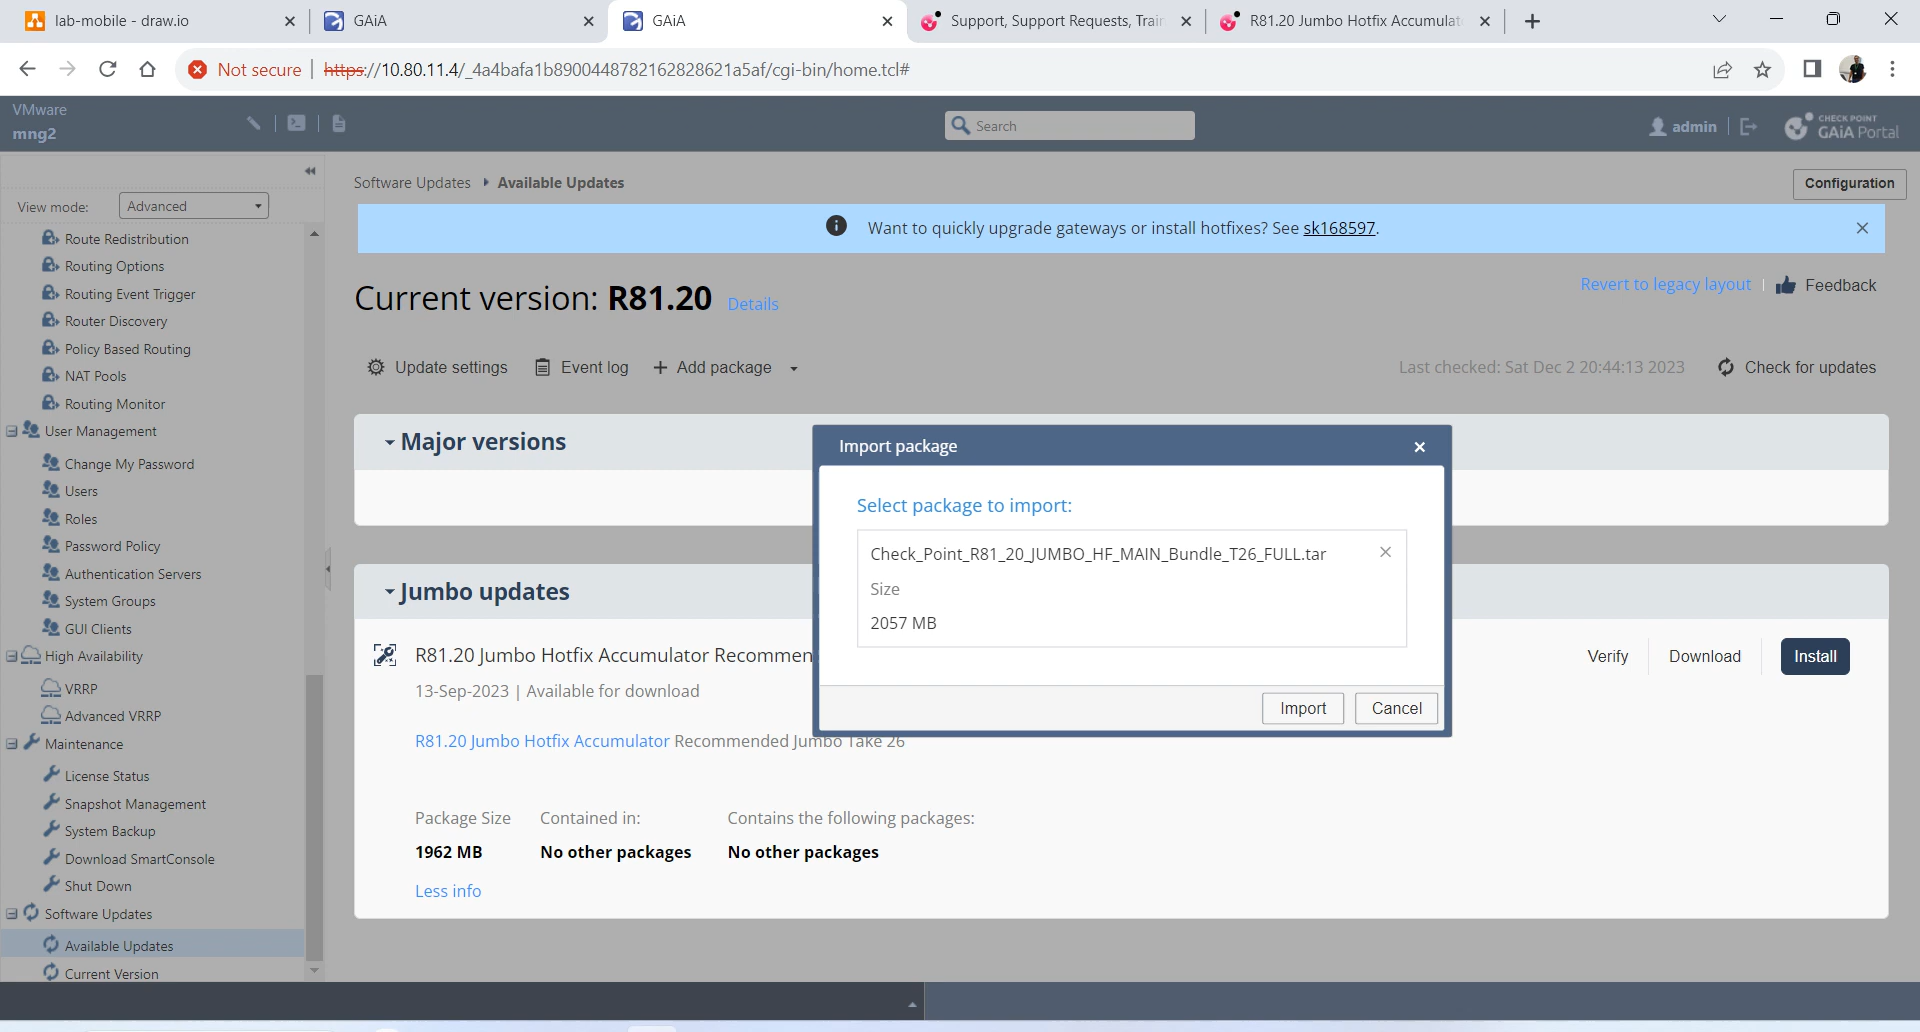 lab-mobile - draw.io
GAiA
GAiA
Support, Support Requests, Trai
R81.20 Jumbo Hotfix Accumulat
Not secure | https://10.80.11.4/_4a4bafa1b8900448782162828621a5af/cgi-bin/home.tcl#
VMware
mng2
Search
admin
CHECK POINT
GAiA Portal
View mode:
Advanced
Route Redistribution
Routing Options
Routing Event Trigger
Router Discovery
Policy Based Routing
NAT Pools
Routing Monitor
User Management
Change My Password
Users
Roles
Password Policy
Authentication Servers
System Groups
GUI Clients
High Availability
VRRP
Advanced VRRP
Maintenance
License Status
Snapshot Management
System Backup
Download SmartConsole
Shut Down
Software Updates
Available Updates
Current Version
Software Updates
Available Updates
Configuration
Want to quickly upgrade gateways or install hotfixes? See sk168597.
Current version: R81.20 Details
Revert to legacy layout
Feedback
Update settings
Event log
Add package
Last checked: Sat Dec 2 20:44:13 2023
Check for updates
Major versions
Import package
Select package to import:
Check_Point_R81_20_JUMBO_HF_MAIN_Bundle_T26_FULL.tar
Size
2057 MB
Import
Cancel
Jumbo updates
R81.20 Jumbo Hotfix Accumulator Recommen
13-Sep-2023 | Available for download
Verify
Download
Install
R81.20 Jumbo Hotfix Accumulator Recommended Jumbo Take 26
Package Size
Contained in:
Contains the following packages:
1962 MB
No other packages
No other packages
Less info